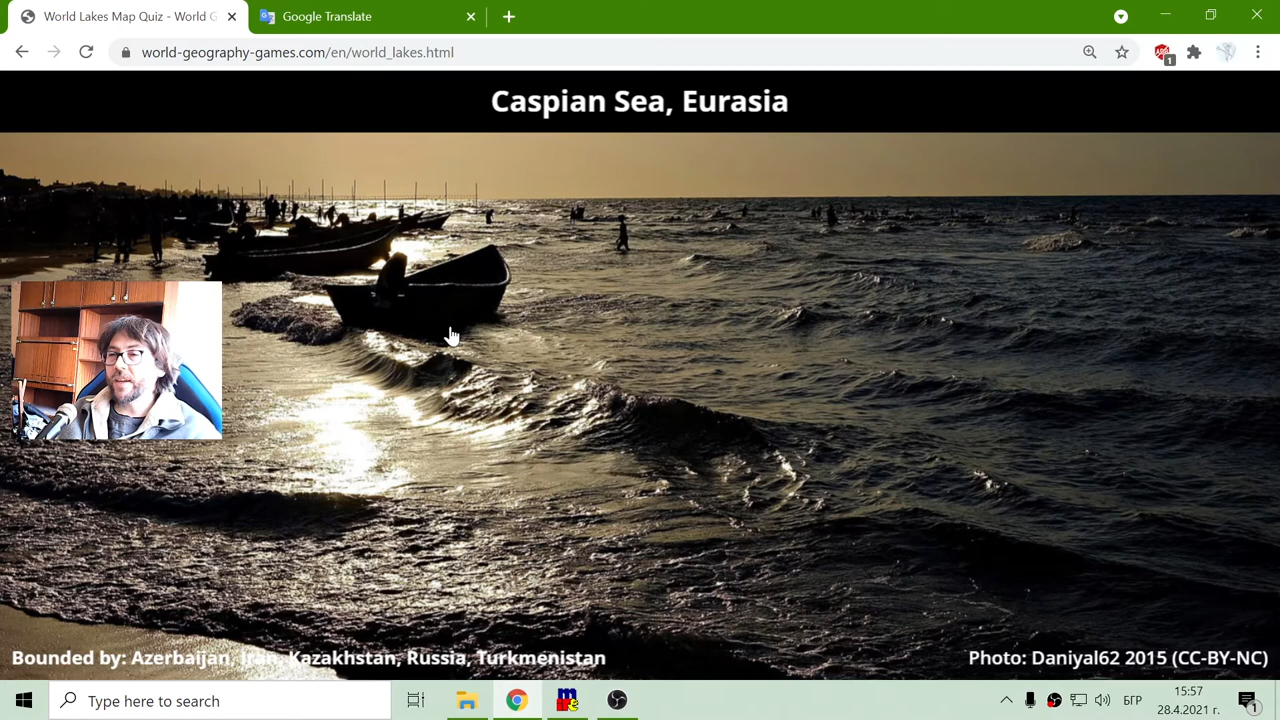 World Lakes Map Quiz - World G
Google Translate
world-geography-games.com/en/world_lakes.html
1
Caspian Sea, Eurasia
Bounded by: Azerbaijan, Iran, Kazakhstan, Russia, Turkmenistan
Photo: Daniyal62 2015 (CC-BY-NC)
Type here to search
БГР
15:57
28.4.2021 г.
1